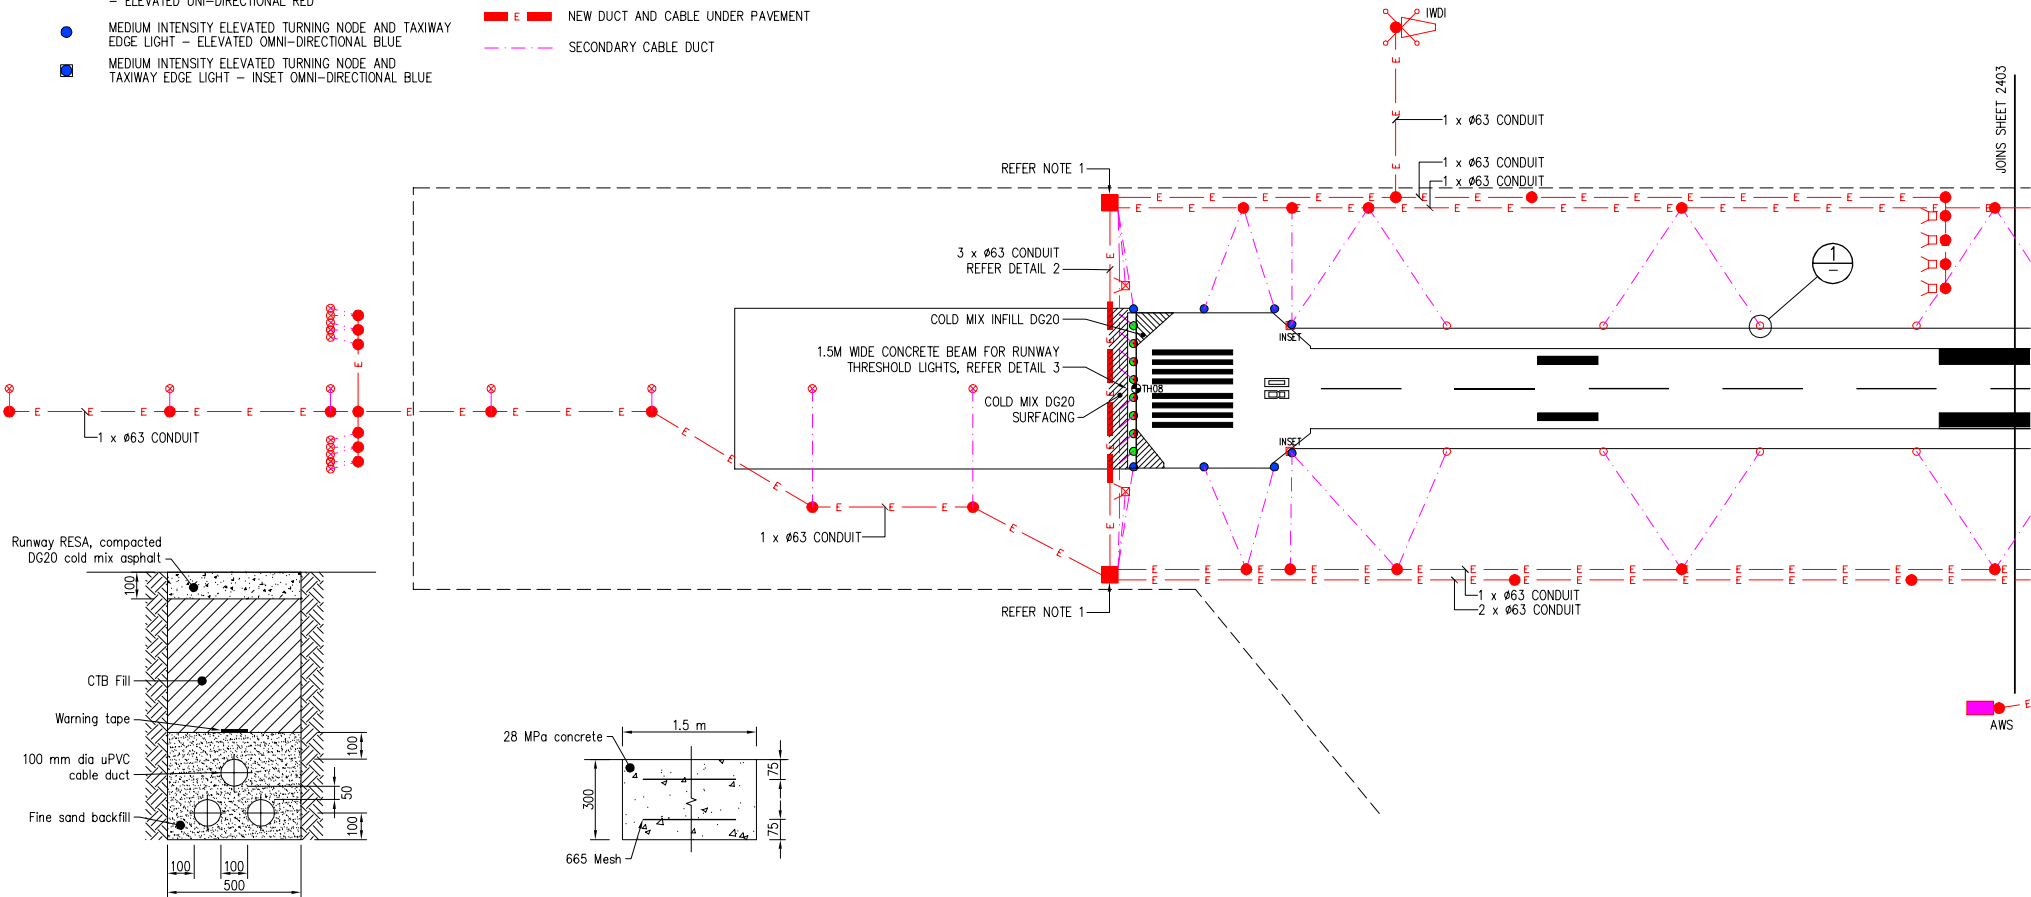 - ELEVATED UNI-DIRECTIONAL RED
MEDIUM INTENSITY ELEVATED TURNING NODE AND TAXIWAY
EDGE LIGHT - ELEVATED OMNI-DIRECTIONAL BLUE
MEDIUM INTENSITY ELEVATED TURNING NODE AND
TAXIWAY EDGE LIGHT - INSET OMNI-DIRECTIONAL BLUE
E NEW DUCT AND CABLE UNDER PAVEMENT
SECONDARY CABLE DUCT
IWDI
JOINS SHEET 2403
1 x ø63 CONDUIT
1 x ø63 CONDUIT
1 x ø63 CONDUIT
REFER NOTE 1
3 x ø63 CONDUIT
REFER DETAIL 2
1
-
COLD MIX INFILL DG20
INSET
1.5M WIDE CONCRETE BEAM FOR RUNWAY
THRESHOLD LIGHTS, REFER DETAIL 3
TH08
COLD MIX DG20
SURFACING
INSET
1 x ø63 CONDUIT
1 x ø63 CONDUIT
1 x ø63 CONDUIT
2 x ø63 CONDUIT
REFER NOTE 1
AWS
Runway RESA, compacted
DG20 cold mix asphalt
100
CTB Fill
Warning tape
100
100 mm dia uPVC
cable duct
50
Fine sand backfill
100
100
100
500
1.5 m
28 MPa concrete
75
300
75
665 Mesh